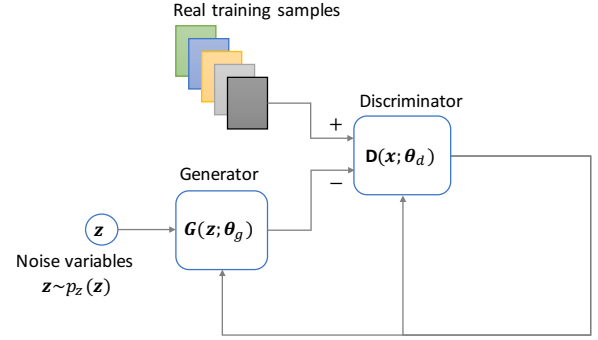 Real training samples
Discriminator
+
D(x; θ_d)
−
Generator
G(z; θ_g)
z
Noise variables
z~p_z(z)